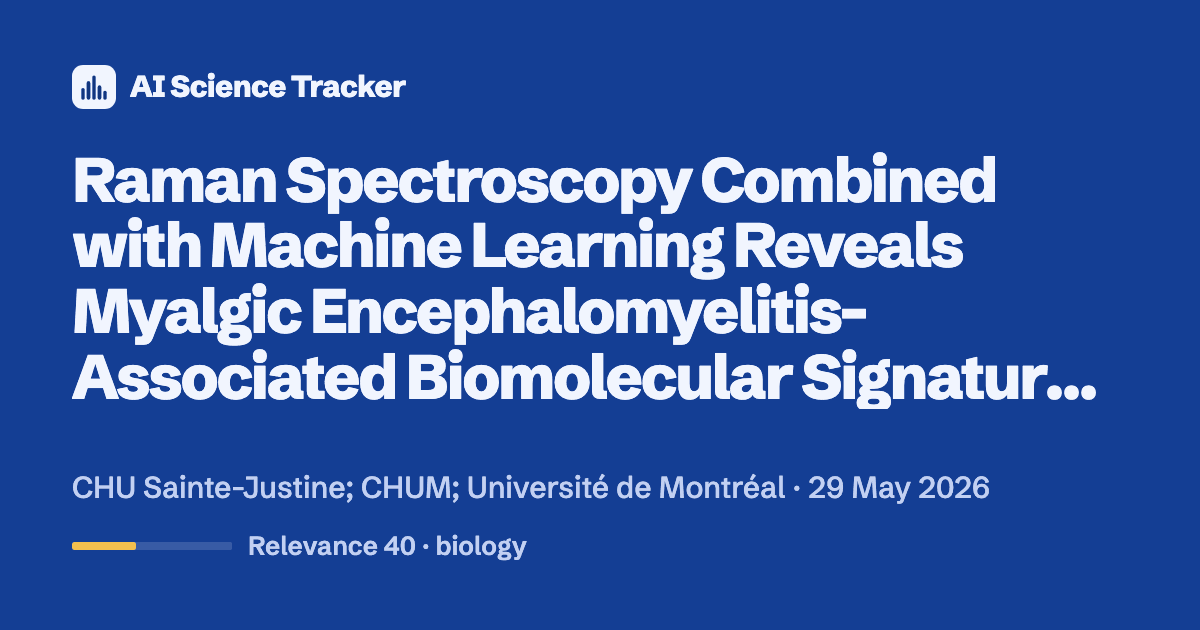 AI Science Tracker
Raman Spectroscopy Combined
with Machine Learning Reveals
Myalgic Encephalomyelitis-
Associated Biomolecular Signatur...
CHU Sainte-Justine; CHUM; Université de Montréal · 29 May 2026
Relevance 40 · biology